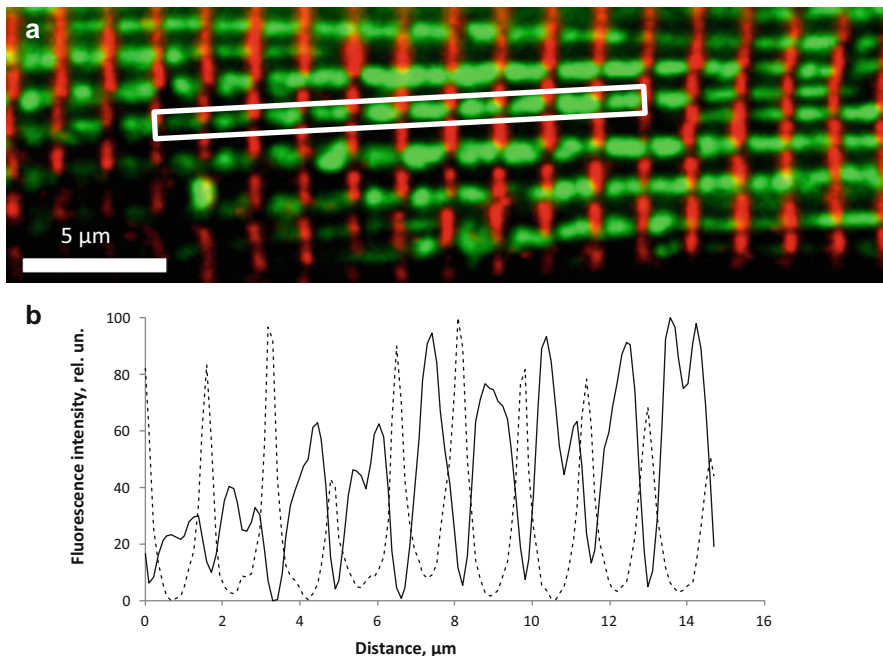 a
5 µm
b
Fluorescence intensity, rel. un.
100
80
60
40
20
0
0 2 4 6 8 10 12 14 16
Distance, µm